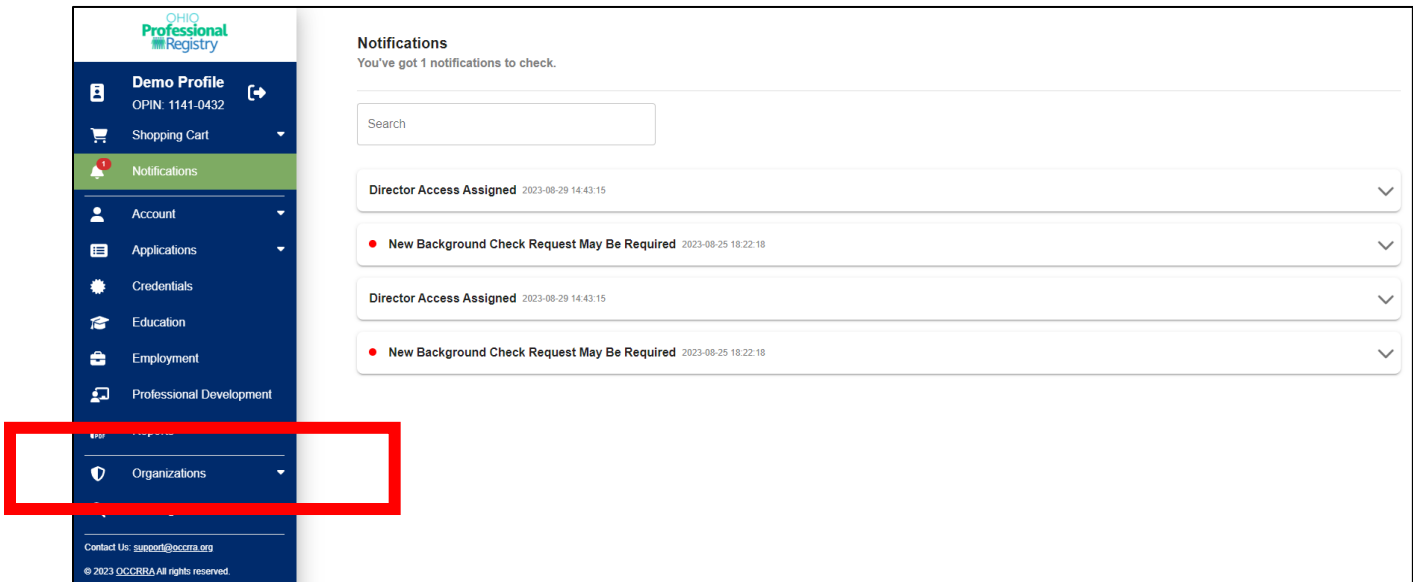 OHIO
Professional
Registry
Demo Profile
OPIN: 1141-0432
Shopping Cart
1
Notifications
Account
Applications
Credentials
Education
Employment
Professional Development
Organizations
Contact Us: support@occrra.org
© 2023 OCCRRA All rights reserved.
Notifications
You've got 1 notifications to check.
Search
Director Access Assigned 2023-08-29 14:43:15
New Background Check Request May Be Required 2023-08-25 18:22:18
Director Access Assigned 2023-08-29 14:43:15
New Background Check Request May Be Required 2023-08-25 18:22:18